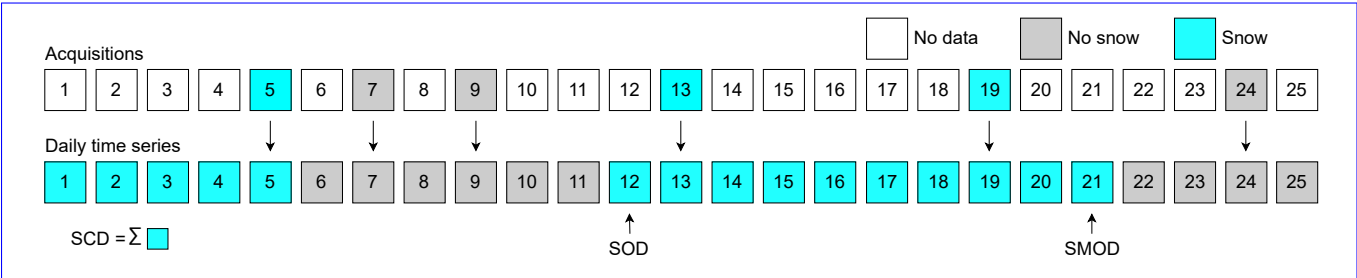 No data No snow Snow
Acquisitions
1 2 3 4 5 6 7 8 9 10 11 12 13 14 15 16 17 18 19 20 21 22 23 24 25
Daily time series
1 2 3 4 5 6 7 8 9 10 11 12 13 14 15 16 17 18 19 20 21 22 23 24 25
SCD = Σ
SOD SMOD